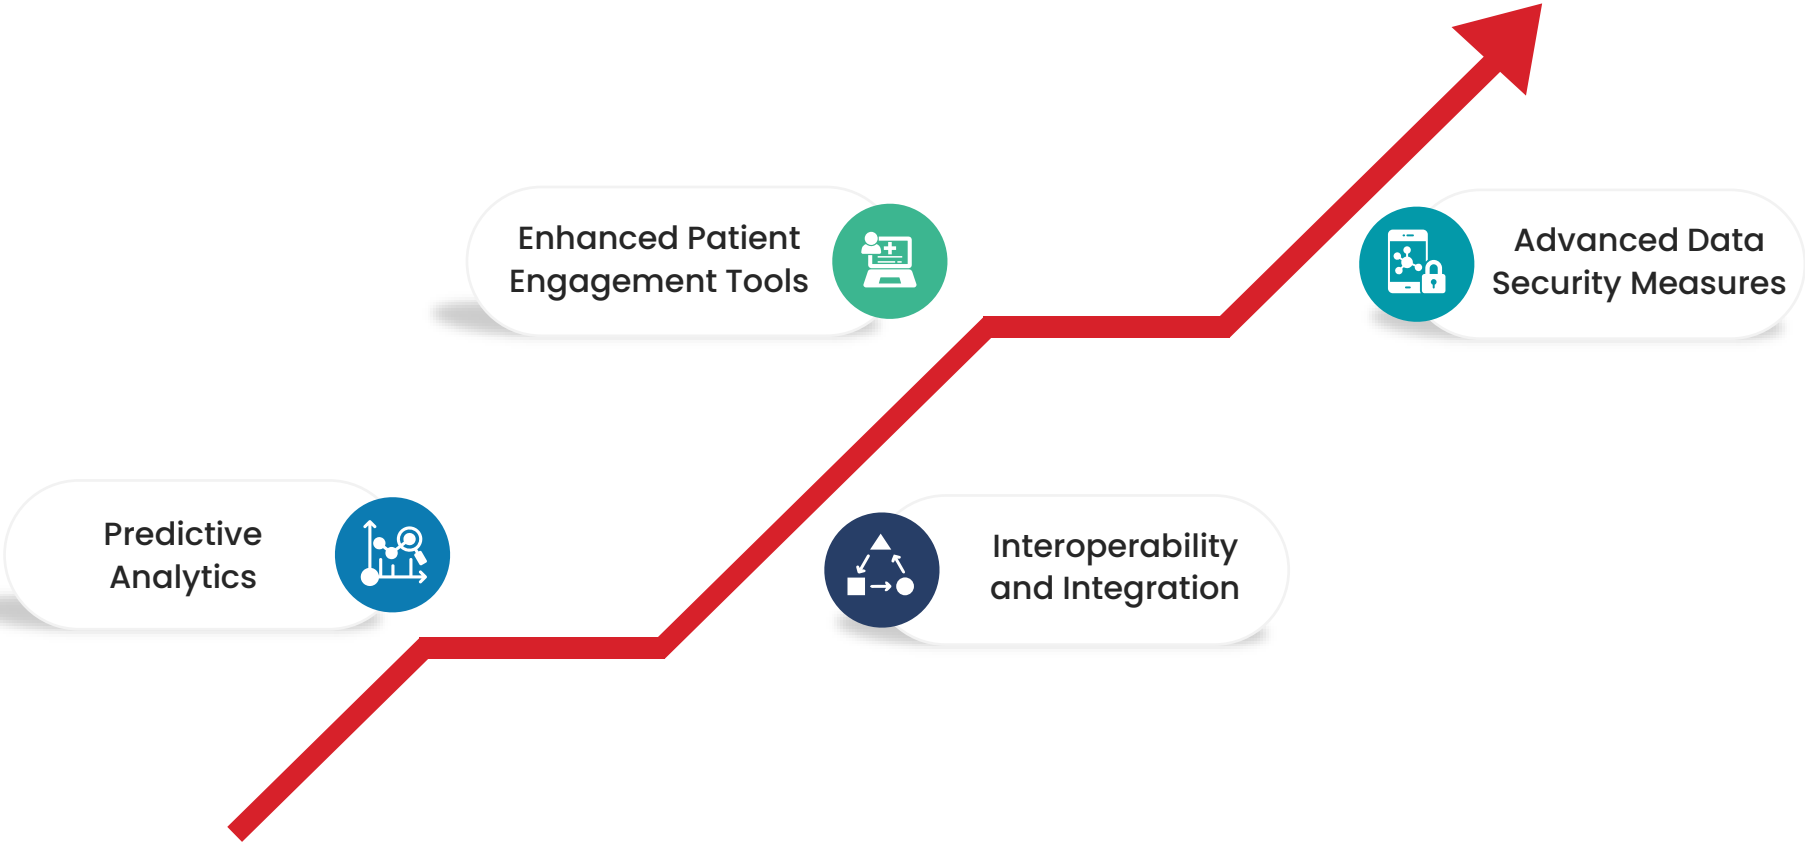 Enhanced Patient
Engagement Tools
Advanced Data
Security Measures
Predictive
Analytics
Interoperability
and Integration